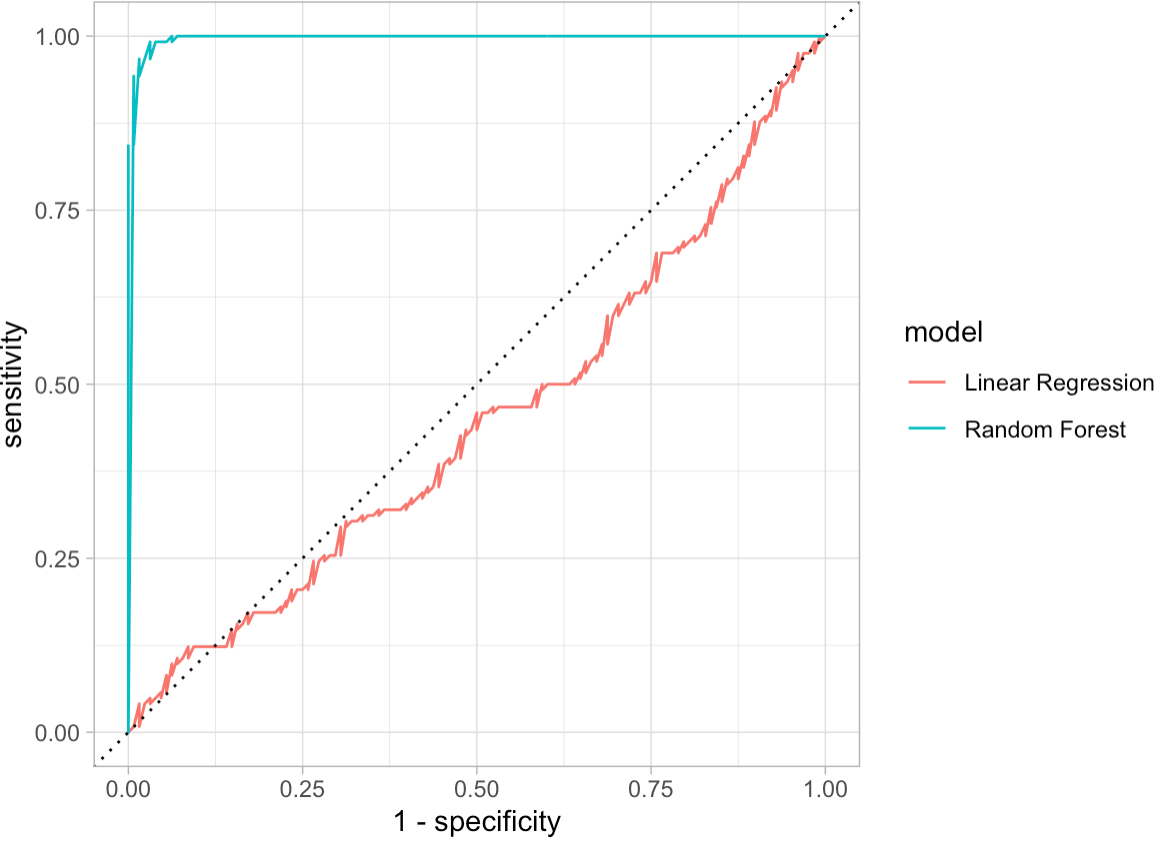 1.00
0.75
0.50
0.25
0.00
sensitivity
0.00 0.25 0.50 0.75 1.00
1 - specificity
model
Linear Regression
Random Forest